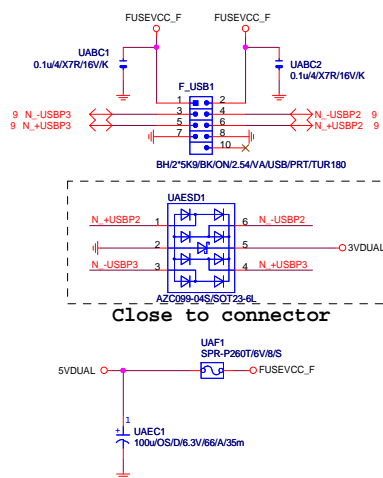 FUSEVCC_F FUSEVCC_F
UABC1
0.1u/4/X7R/16V/K
UABC2
0.1u/4/X7R/16V/K
F_USB1
1 2
9 N_-USBP3 3 4 N_-USBP2 9
9 N_+USBP3 5 6 N_+USBP2 9
7 8
10
BH/2*5K9/BK/ON/2.54/VA/USB/PRT/TUR180
UAESD1
N_+USBP2 1 6 N_-USBP2
2 5 3VDUAL
N_-USBP3 3 4 N_+USBP3
AZC099-04S/SOT23-6L
Close to connector
UAF1
SPR-P260T/6V/8/S
5VDUAL FUSEVCC_F
1
+
UAEC1
100u/OS/D/6.3V/66/A/35m